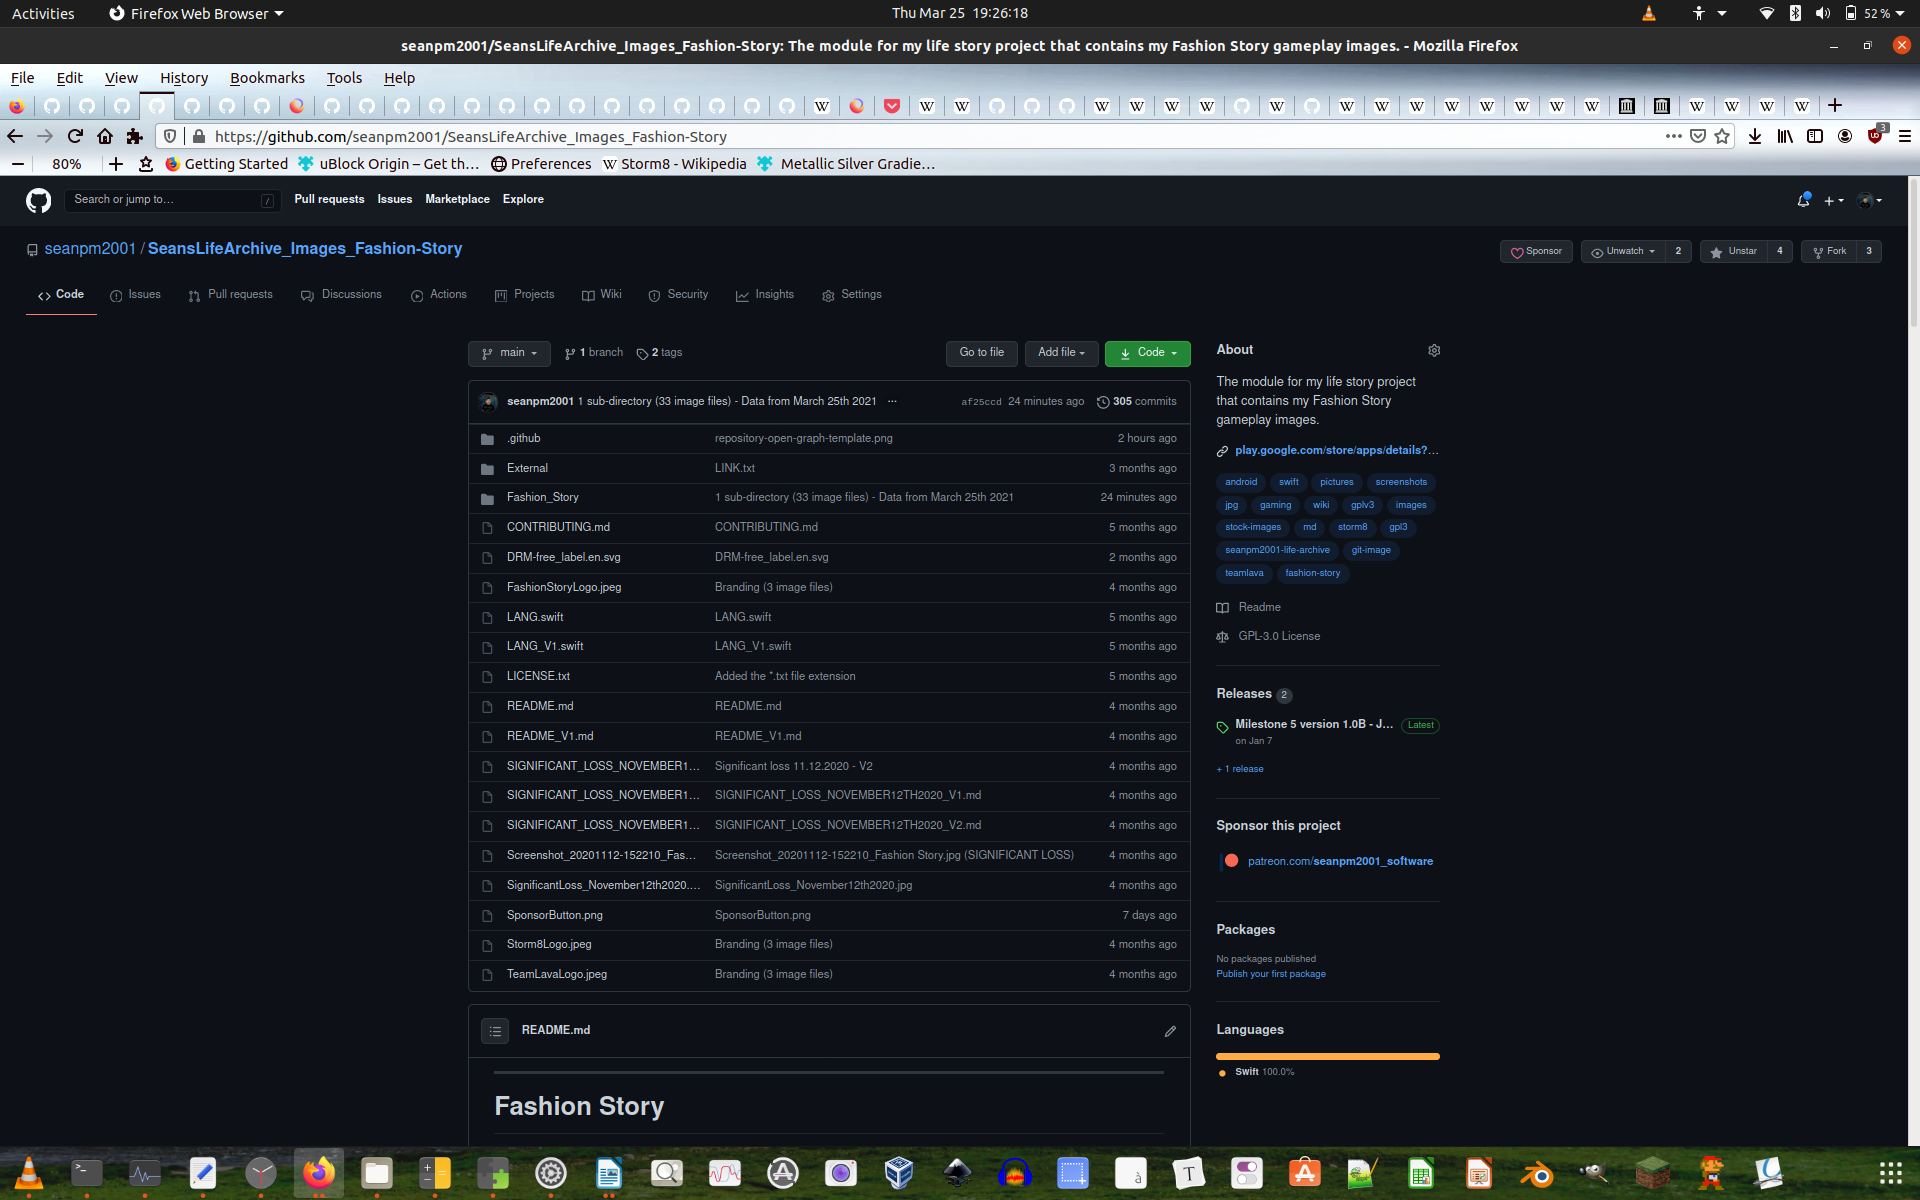 Activities Firefox Web Browser Thu Mar 25 19:26:18 52 %
seanpm2001/SeansLifeArchive_Images_Fashion-Story: The module for my life story project that contains my Fashion Story gameplay images. - Mozilla Firefox
File Edit View History Bookmarks Tools Help
https://github.com/seanpm2001/SeansLifeArchive_Images_Fashion-Story 3
80% Getting Started uBlock Origin – Get th… Preferences Storm8 - Wikipedia Metallic Silver Gradie…
Search or jump to… / Pull requests Issues Marketplace Explore
seanpm2001 / SeansLifeArchive_Images_Fashion-Story
Sponsor Unwatch 2 Unstar 4 Fork 3
Code Issues Pull requests Discussions Actions Projects Wiki Security Insights Settings
main 1 branch 2 tags Go to file Add file Code
seanpm2001 1 sub-directory (33 image files) - Data from March 25th 2021 ... af25ccd 24 minutes ago 305 commits
.github repository-open-graph-template.png 2 hours ago
External LINK.txt 3 months ago
Fashion_Story 1 sub-directory (33 image files) - Data from March 25th 2021 24 minutes ago
CONTRIBUTING.md CONTRIBUTING.md 5 months ago
DRM-free_label.en.svg DRM-free_label.en.svg 2 months ago
FashionStoryLogo.jpeg Branding (3 image files) 4 months ago
LANG.swift LANG.swift 5 months ago
LANG_V1.swift LANG_V1.swift 5 months ago
LICENSE.txt Added the *.txt file extension 5 months ago
README.md README.md 4 months ago
README_V1.md README_V1.md 4 months ago
SIGNIFICANT_LOSS_NOVEMBER1... Significant loss 11.12.2020 - V2 4 months ago
SIGNIFICANT_LOSS_NOVEMBER1... SIGNIFICANT_LOSS_NOVEMBER12TH2020_V1.md 4 months ago
SIGNIFICANT_LOSS_NOVEMBER1... SIGNIFICANT_LOSS_NOVEMBER12TH2020_V2.md 4 months ago
Screenshot_20201112-152210_Fas... Screenshot_20201112-152210_Fashion Story.jpg (SIGNIFICANT LOSS) 4 months ago
SignificantLoss_November12th2020.... SignificantLoss_November12th2020.jpg 4 months ago
SponsorButton.png SponsorButton.png 7 days ago
Storm8Logo.jpeg Branding (3 image files) 4 months ago
TeamLavaLogo.jpeg Branding (3 image files) 4 months ago
README.md
Fashion Story
About
The module for my life story project
that contains my Fashion Story
gameplay images.
play.google.com/store/apps/details?...
android swift pictures screenshots
jpg gaming wiki gplv3 images
stock-images md storm8 gpl3
seanpm2001-life-archive git-image
teamlava fashion-story
Readme
GPL-3.0 License
Releases 2
Milestone 5 version 1.0B - J... Latest
on Jan 7
+ 1 release
Sponsor this project
patreon.com/seanpm2001_software
Packages
No packages published
Publish your first package
Languages
Swift 100.0%